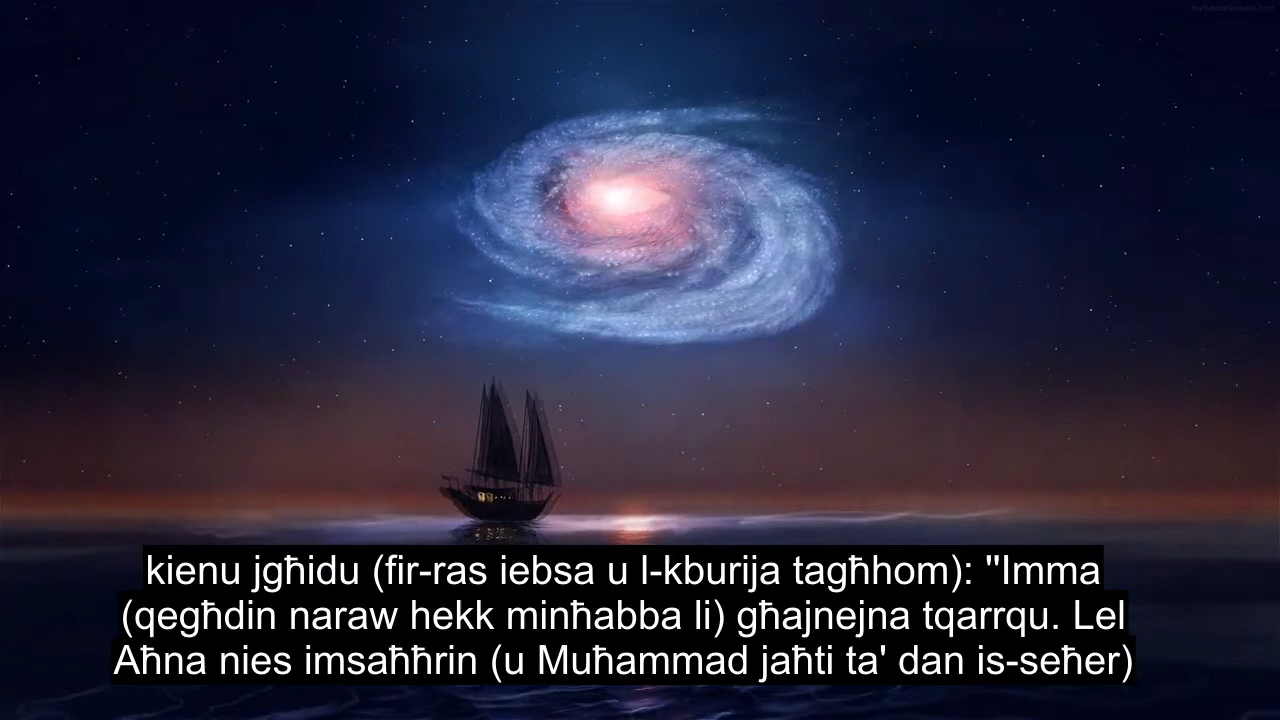 kienu jgħidu (fir-ras iebsa u l-kburija tagħhom): "Imma
(qegħdin naraw hekk minħabba li) għajnejna tqarrqu. Lel
Aħna nies imsaħħrin (u Muħammad jaħti ta' dan is-seħer)